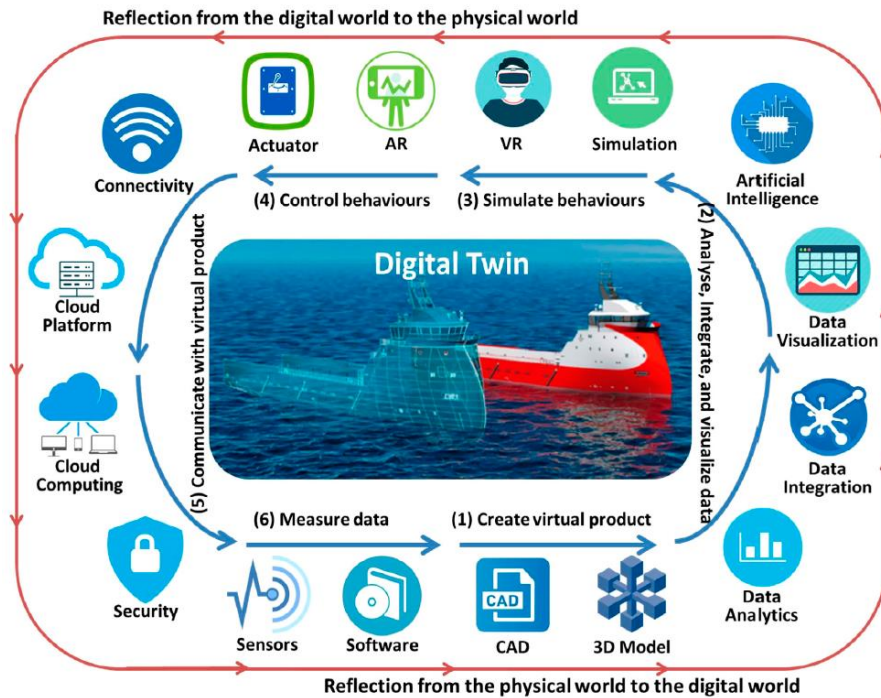 Reflection from the digital world to the physical world
Actuator
AR
VR
Simulation
Connectivity
Artificial
Intelligence
(4) Control behaviours
(3) Simulate behaviours
(2) Analyse, Integrate, and visualize data
Digital Twin
Cloud
Platform
Data
Visualization
(5) Communicate with virtual product
Cloud
Computing
Data
Integration
(6) Measure data
(1) Create virtual product
Security
Sensors
Software
CAD
CAD
3D Model
Data
Analytics
Reflection from the physical world to the digital world